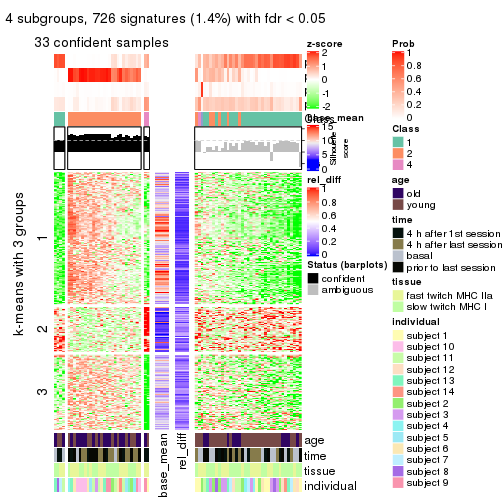 4 subgroups, 726 signatures (1.4%) with fdr < 0.05
33 confident samples
k-means with 3 groups
1
2
3
base_mean
rel_diff
age
time
tissue
individual
Silhouette
score
z-score
2
1
0
-1
-2
base_mean
15
10
5
0
rel_diff
1
0.8
0.6
0.4
0.2
0
Status (barplots)
confident
ambiguous
Prob
1
0.8
0.6
0.4
0.2
0
Class
1
2
4
age
old
young
time
4 h after 1st session
4 h after last session
basal
prior to last session
tissue
fast twitch MHC IIa
slow twitch MHC I
individual
subject 1
subject 10
subject 11
subject 12
subject 13
subject 14
subject 2
subject 3
subject 4
subject 5
subject 6
subject 7
subject 8
subject 9